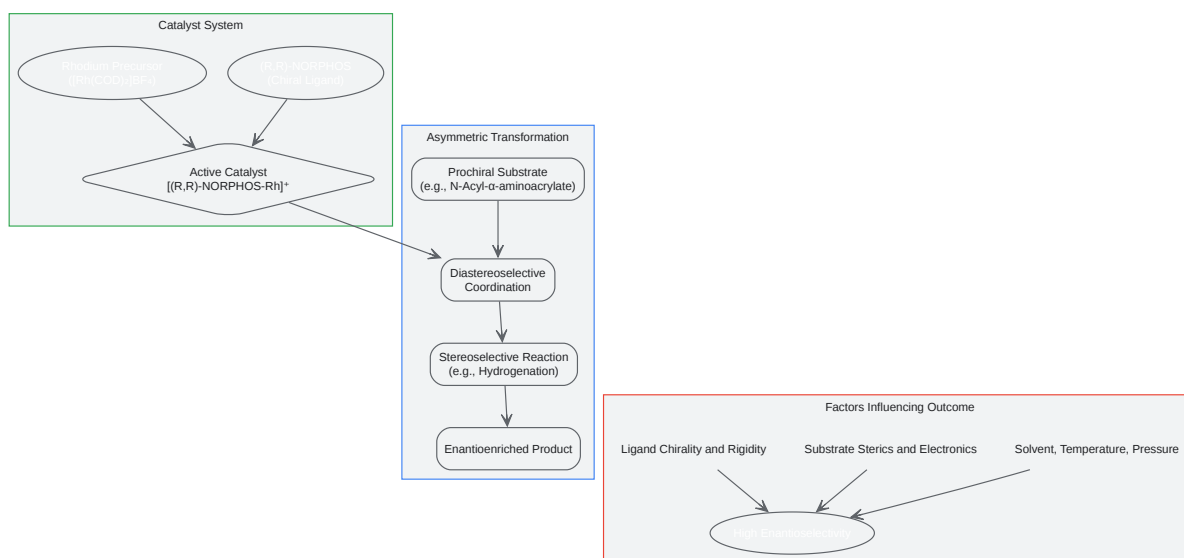 Catalyst System
Rhodium Precursor
([Rh(COD)₂]BF₄)
(R,R)-NORPHOS
(Chiral Ligand)
Active Catalyst
[(R,R)-NORPHOS-Rh]⁺
Asymmetric Transformation
Prochiral Substrate
(e.g., N-Acyl-α-aminoacrylate)
Diastereoselective
Coordination
Stereoselective Reaction
(e.g., Hydrogenation)
Enantioenriched Product
Factors Influencing Outcome
Ligand Chirality and Rigidity
Substrate Sterics and Electronics
Solvent, Temperature, Pressure
High Enantioselectivity